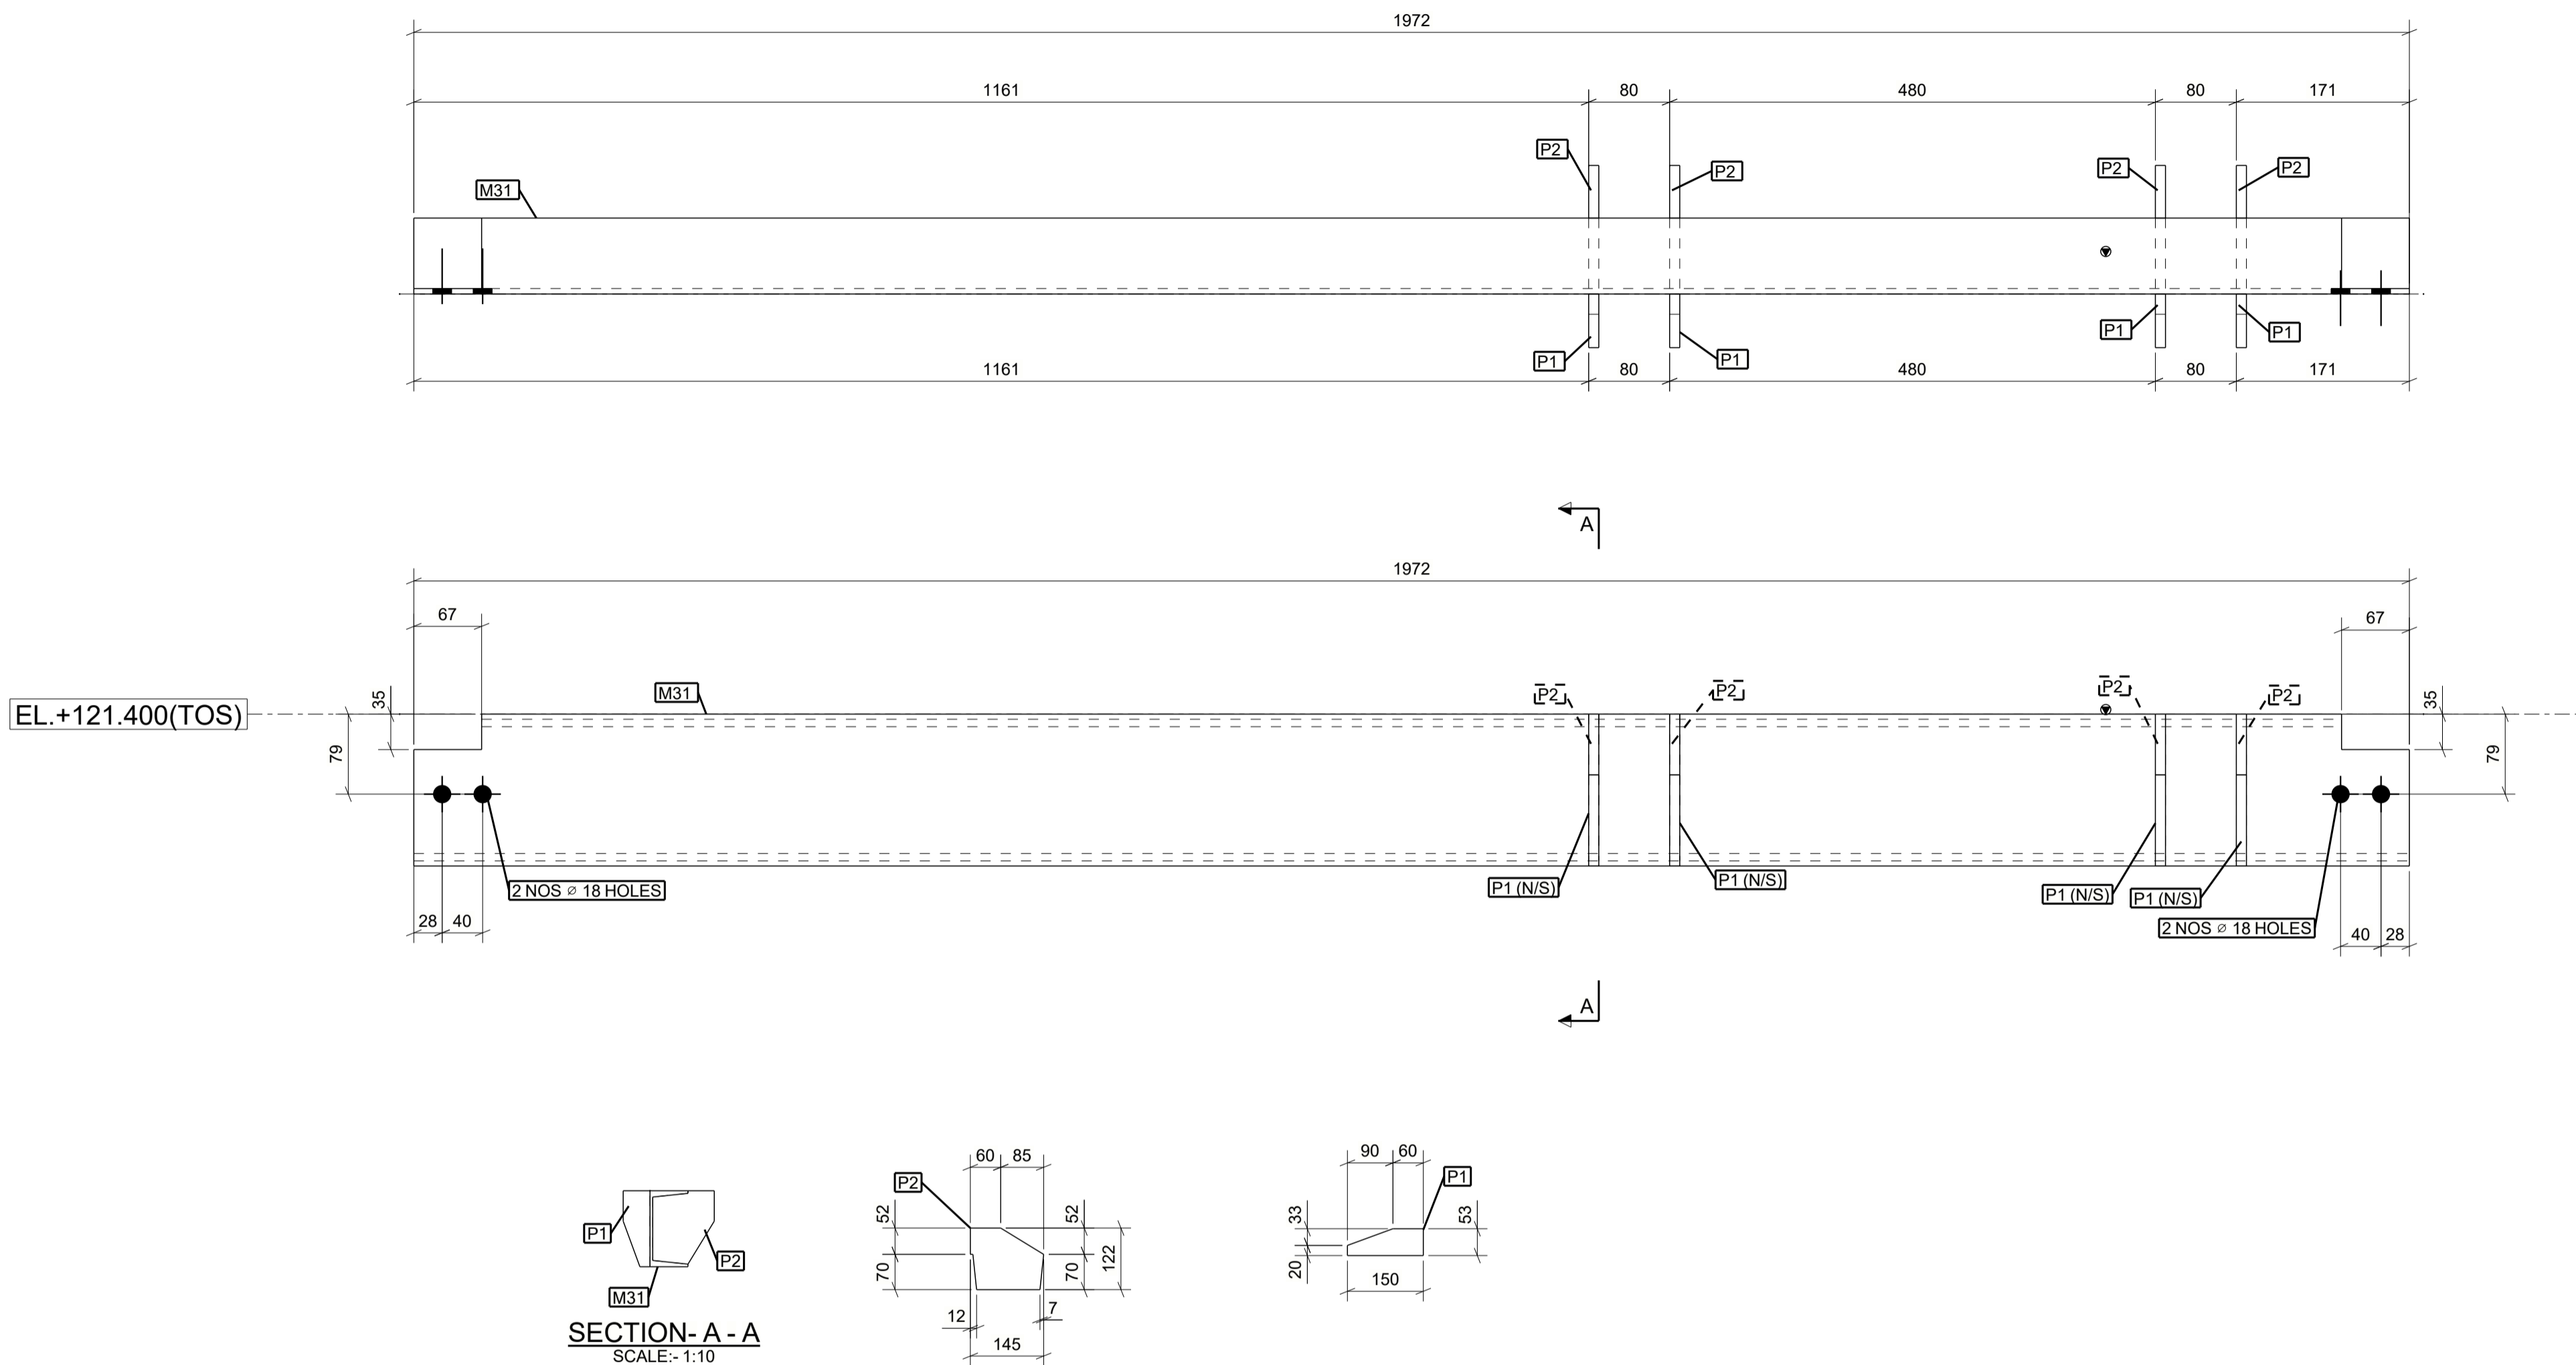 1972
1161 80 480 80 171
P2 P2 P2 P2
M31
P1 P1 P1 P1
1161 80 480 80 171
A
1972
67 67
M31 P2 P2 P2 P2
EL.+121.400(TOS)
35 35
79 79
2 NOS ⌀ 18 HOLES P1 (N/S) P1 (N/S) P1 (N/S) P1 (N/S)
2 NOS ⌀ 18 HOLES
28 40 40 28
A
P1 P2
M31
SECTION- A - A
SCALE:- 1:10
60 85
P2
52 52
122
70 70
12 7
145
90 60
P1
33 53
20
150